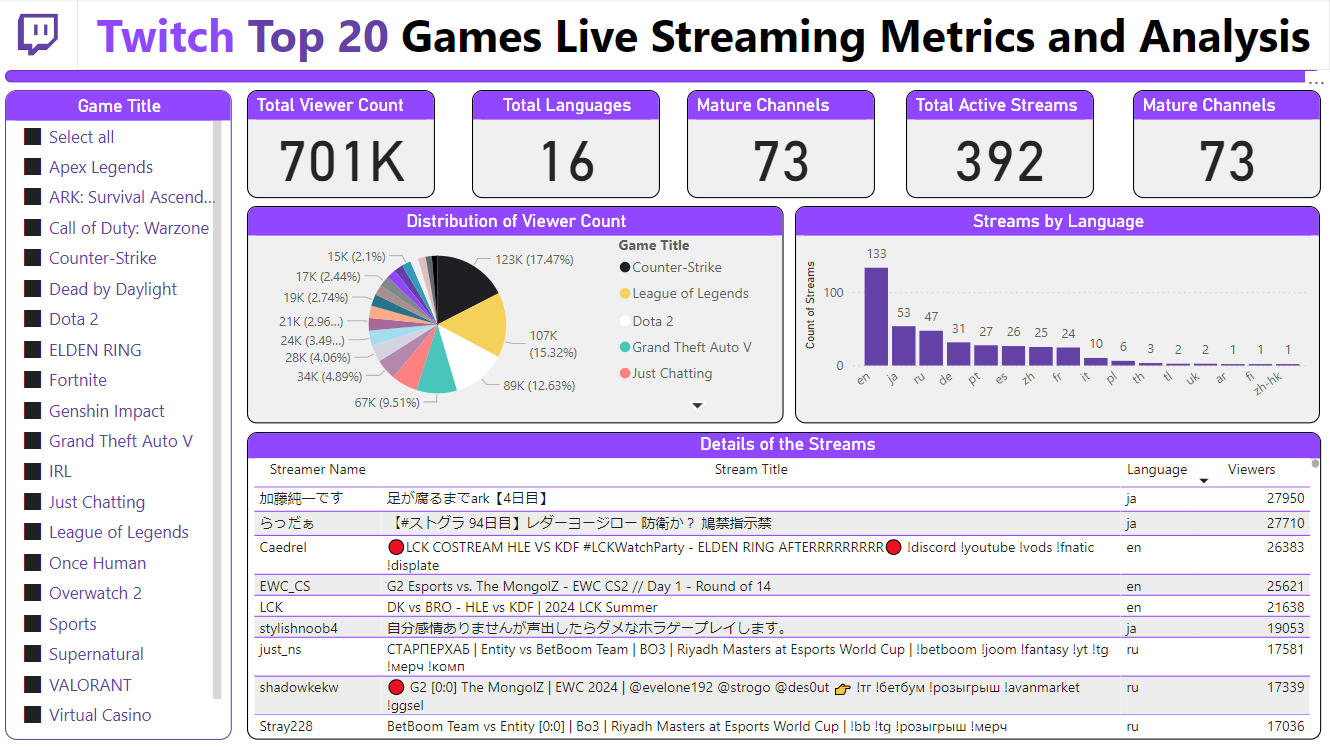 Twitch Top 20 Games Live Streaming Metrics and Analysis
Game Title
Select all
Apex Legends
ARK: Survival Ascend...
Call of Duty: Warzone
Counter-Strike
Dead by Daylight
Dota 2
ELDEN RING
Fortnite
Genshin Impact
Grand Theft Auto V
IRL
Just Chatting
League of Legends
Once Human
Overwatch 2
Sports
Supernatural
VALORANT
Virtual Casino
Total Viewer Count
701K
Total Languages
16
Mature Channels
73
Total Active Streams
392
Mature Channels
73
Distribution of Viewer Count
15K (2.1%)
17K (2.44%)
19K (2.74%)
21K (2.96...)
24K (3.49...)
28K (4.06%)
34K (4.89%)
67K (9.51%)
123K (17.47%)
107K
(15.32%)
89K (12.63%)
Game Title
Counter-Strike
League of Legends
Dota 2
Grand Theft Auto V
Just Chatting
Streams by Language
Count of Streams
100
0
133
53
47
31
27
26
25
24
10
6
3
2
2
1
1
1
en
ja
ru
de
pt
es
zh
fr
it
pl
th
tl
uk
ar
fi
zh-hk
Details of the Streams
Streamer Name Stream Title Language Viewers
加藤純一です 足が腐るまでark【4日目】 ja 27950
らっだぁ 【#ストグラ 94日目】レダーヨージロー 防衛か？ 鳩禁指示禁 ja 27710
Caedrel 🔴LCK COSTREAM HLE VS KDF #LCKWatchParty - ELDEN RING AFTERRRRRRRRR🔴 !discord !youtube !vods !fnatic en 26383
!displate
EWC_CS G2 Esports vs. The MongolZ - EWC CS2 // Day 1 - Round of 14 en 25621
LCK DK vs BRO - HLE vs KDF | 2024 LCK Summer en 21638
stylishnoob4 自分感情ありませんが声出したらダメなホラゲープレイします。 ja 19053
just_ns СТАРПЕРХАБ | Entity vs BetBoom Team | BO3 | Riyadh Masters at Esports World Cup | !betboom !joom !fantasy !yt !tg ru 17581
!мерч !комп
shadowkekw 🔴 G2 [0:0] The MongolZ | EWC 2024 | @evelone192 @strogo @des0ut 👉 !тг !бетбум !розыгрыш !avanmarket ru 17339
!ggsel
Stray228 BetBoom Team vs Entity [0:0] | Bo3 | Riyadh Masters at Esports World Cup | !bb !tg !розыгрыш !мерч ru 17036